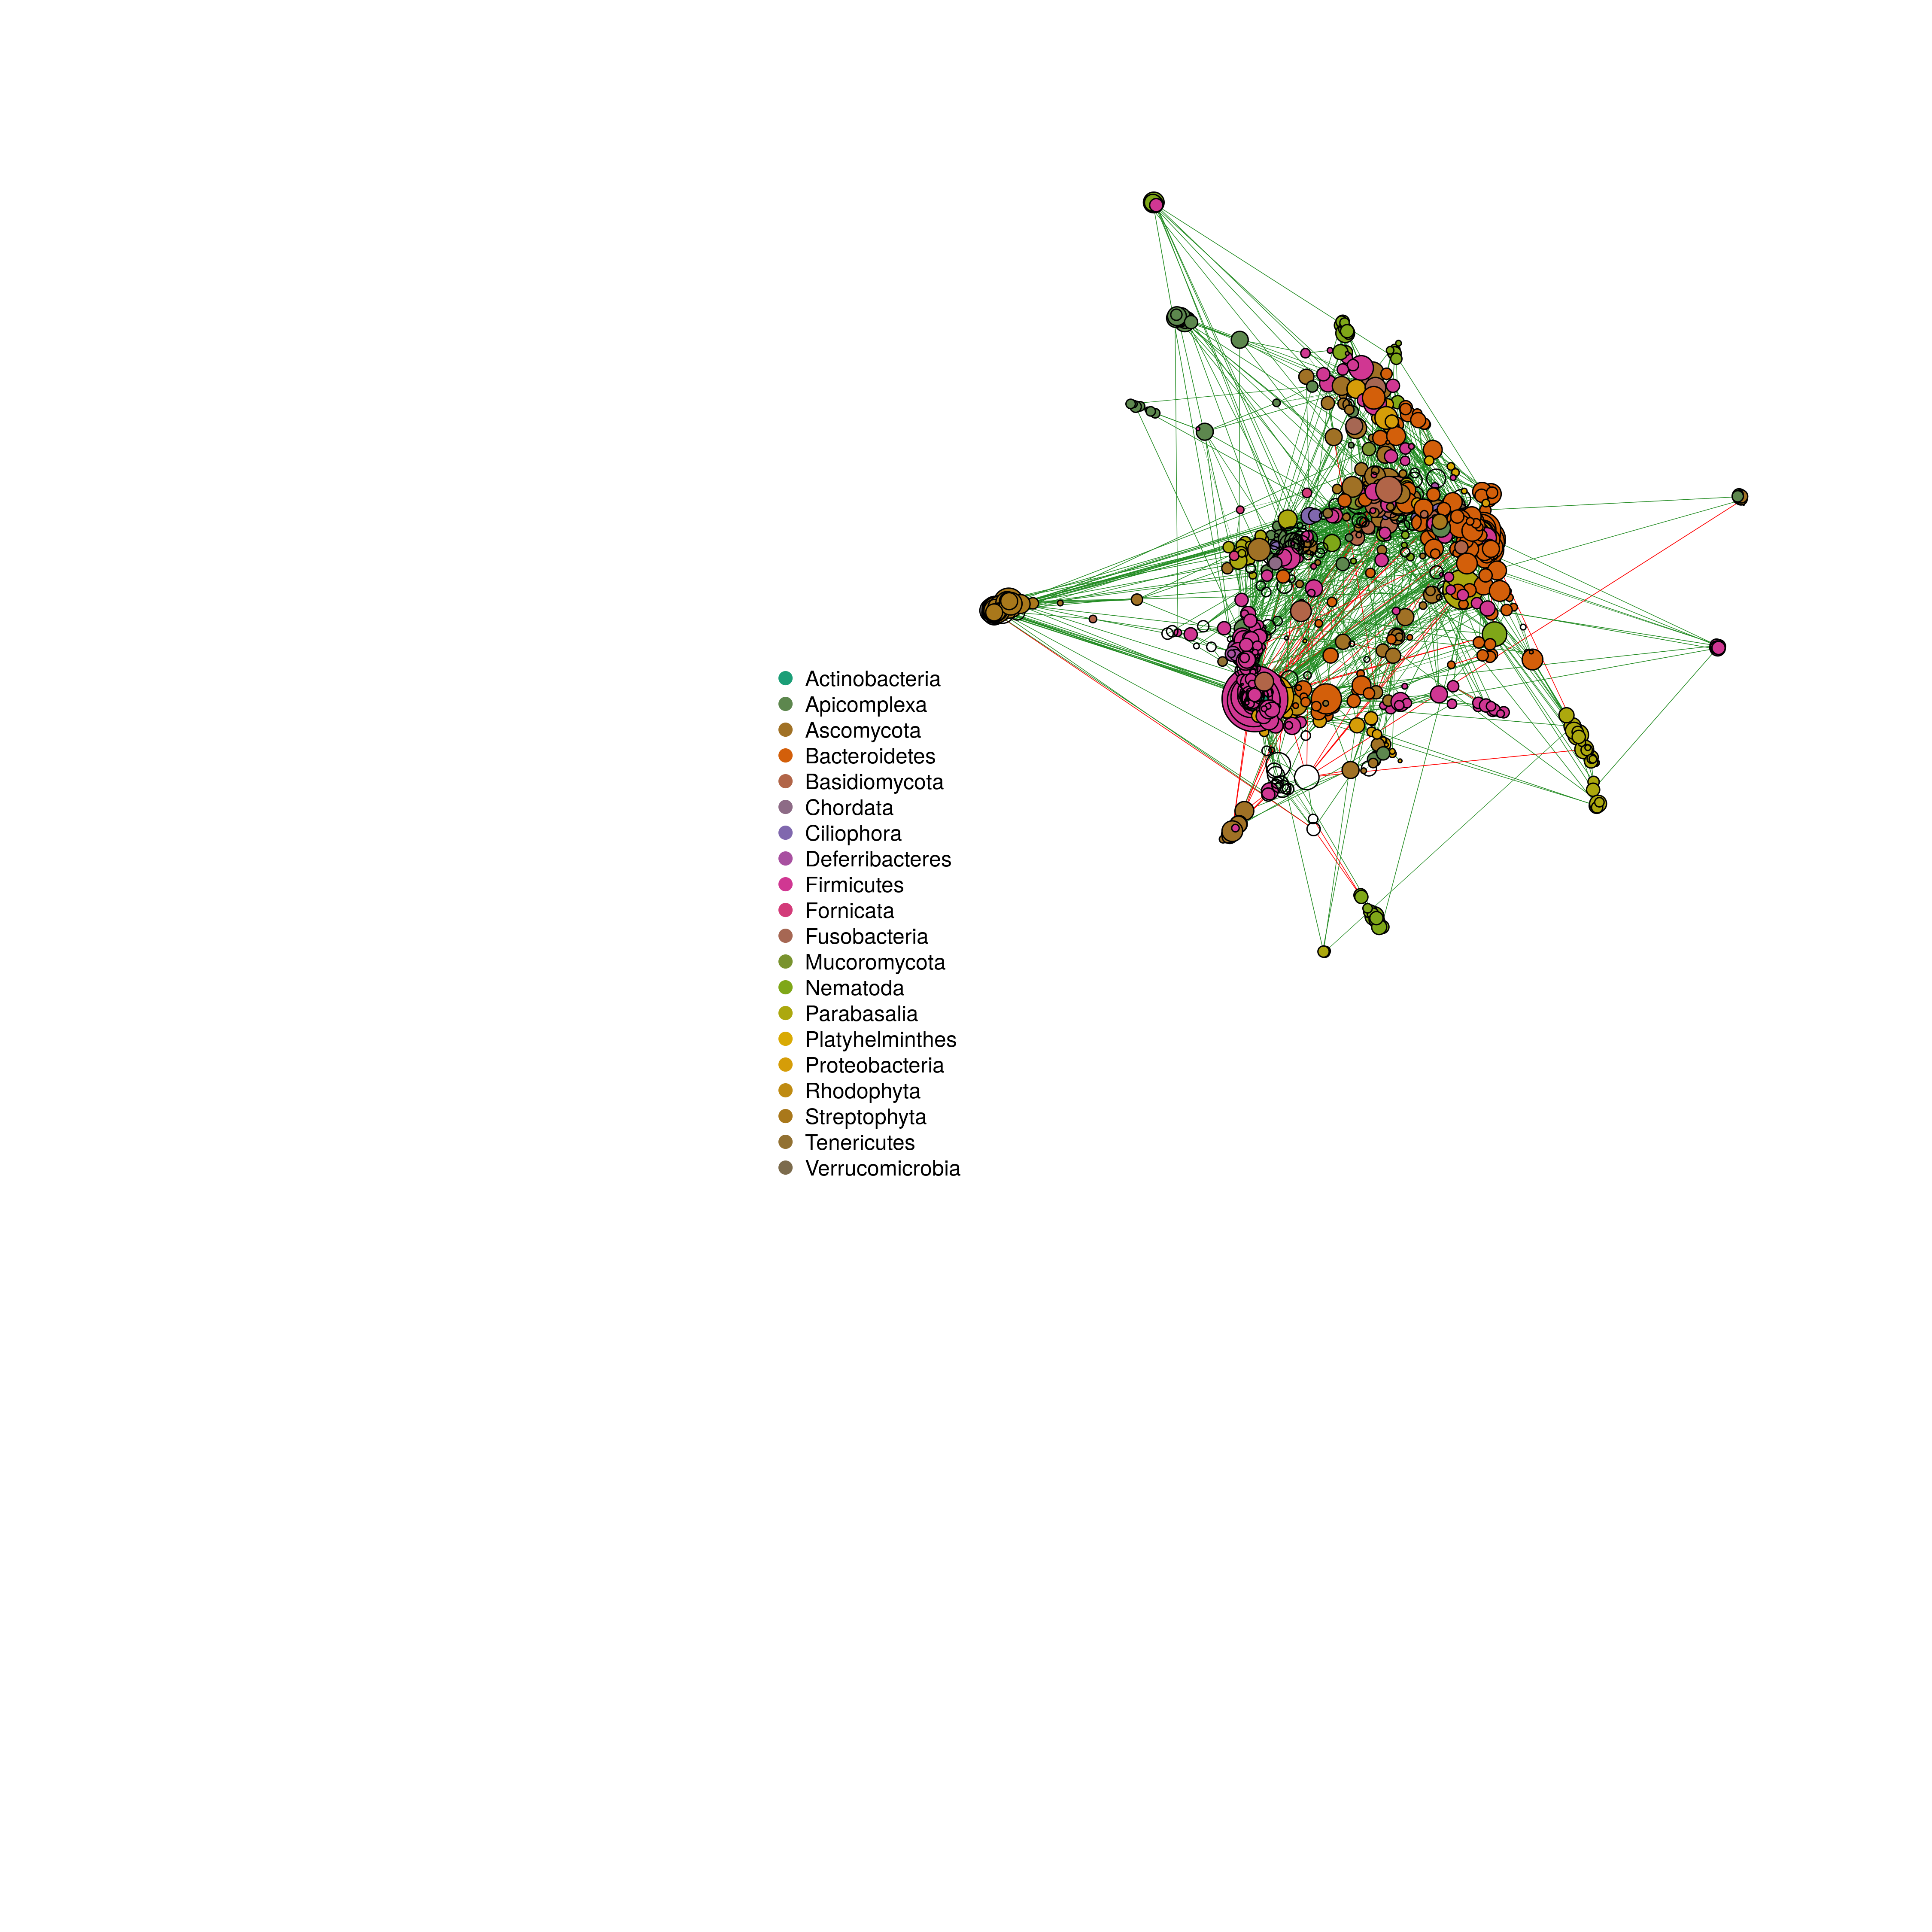 Actinobacteria
Apicomplexa
Ascomycota
Bacteroidetes
Basidiomycota
Chordata
Ciliophora
Deferribacteres
Firmicutes
Fornicata
Fusobacteria
Mucoromycota
Nematoda
Parabasalia
Platyhelminthes
Proteobacteria
Rhodophyta
Streptophyta
Tenericutes
Verrucomicrobia